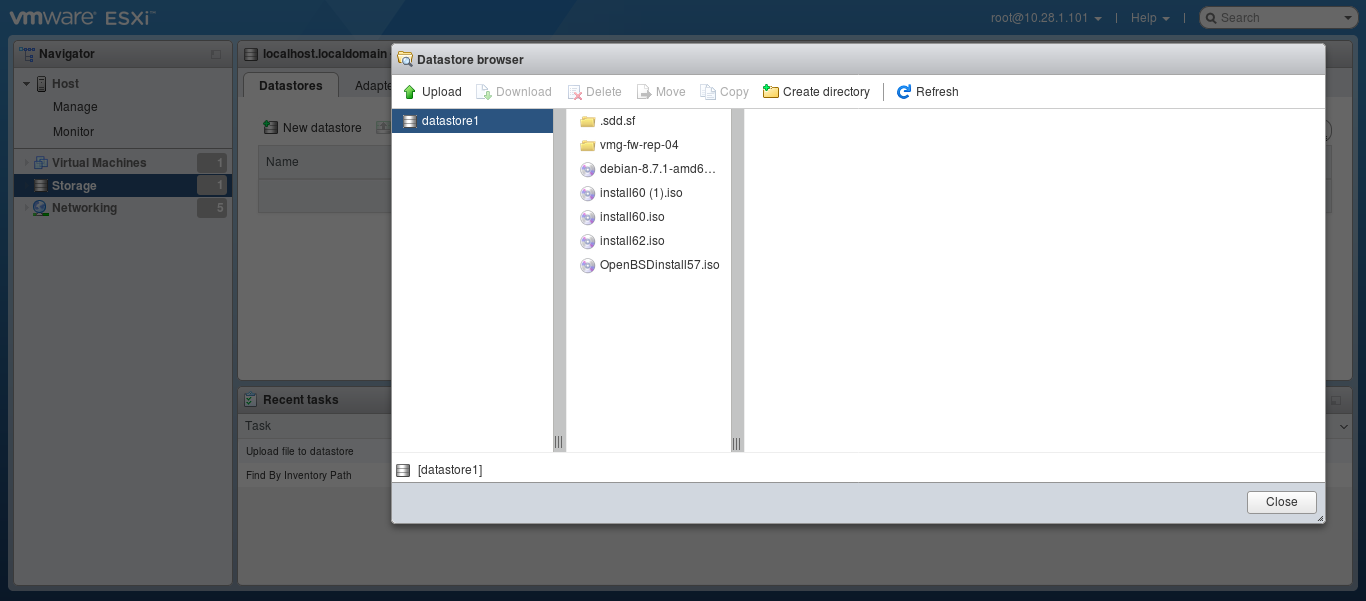 vmware ESXi™
root@10.28.1.101 | Help | Search
Navigator
Host
Manage
Monitor
Virtual Machines 1
Storage 1
Networking 5
localhost.localdomain
Datastores
New datastore
Name
Recent tasks
Task
Upload file to datastore
Find By Inventory Path
Datastore browser
Upload Download Delete Move Copy Create directory | Refresh
datastore1
.sdd.sf
vmg-fw-rep-04
debian-8.7.1-amd6...
install60 (1).iso
install60.iso
install62.iso
OpenBSDinstall57.iso
[datastore1]
Close